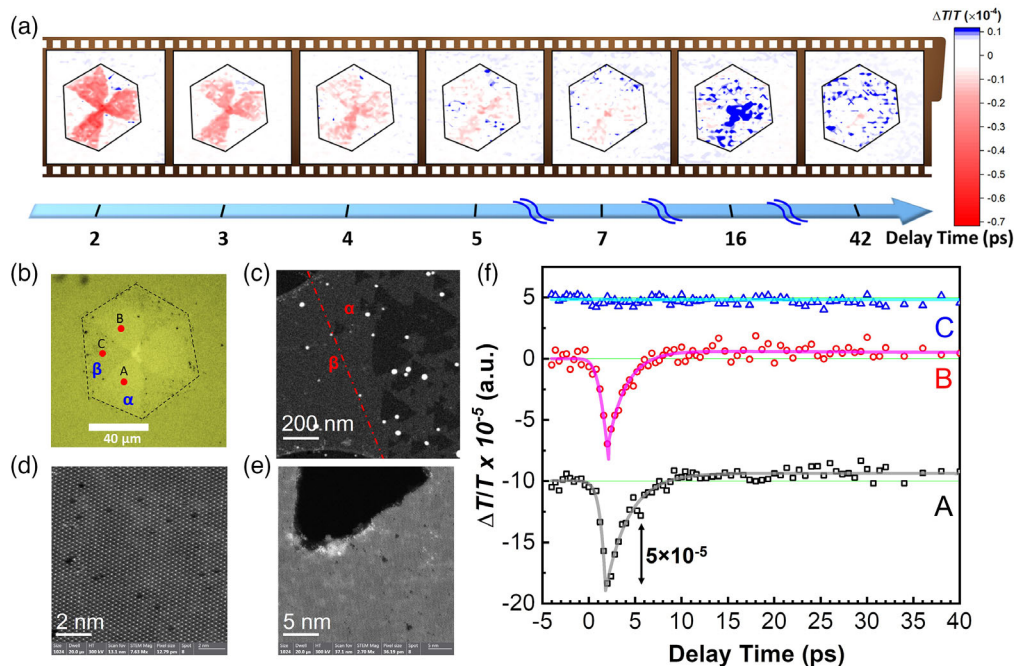 (a)
ΔT/T (×10⁻⁴)
0.1
0
-0.1
-0.2
-0.3
-0.4
-0.5
-0.6
-0.7
2 3 4 5 7 16 42 Delay Time (ps)
(b)
B
C
A
β
α
40 μm
(c)
α
β
200 nm
(d)
2 nm
(e)
5 nm
(f)
ΔT/T x 10⁻⁵ (a.u.)
5
0
-5
-10
-15
-20
C
B
A
5×10⁻⁵
-5 0 5 10 15 20 25 30 35 40
Delay Time (ps)